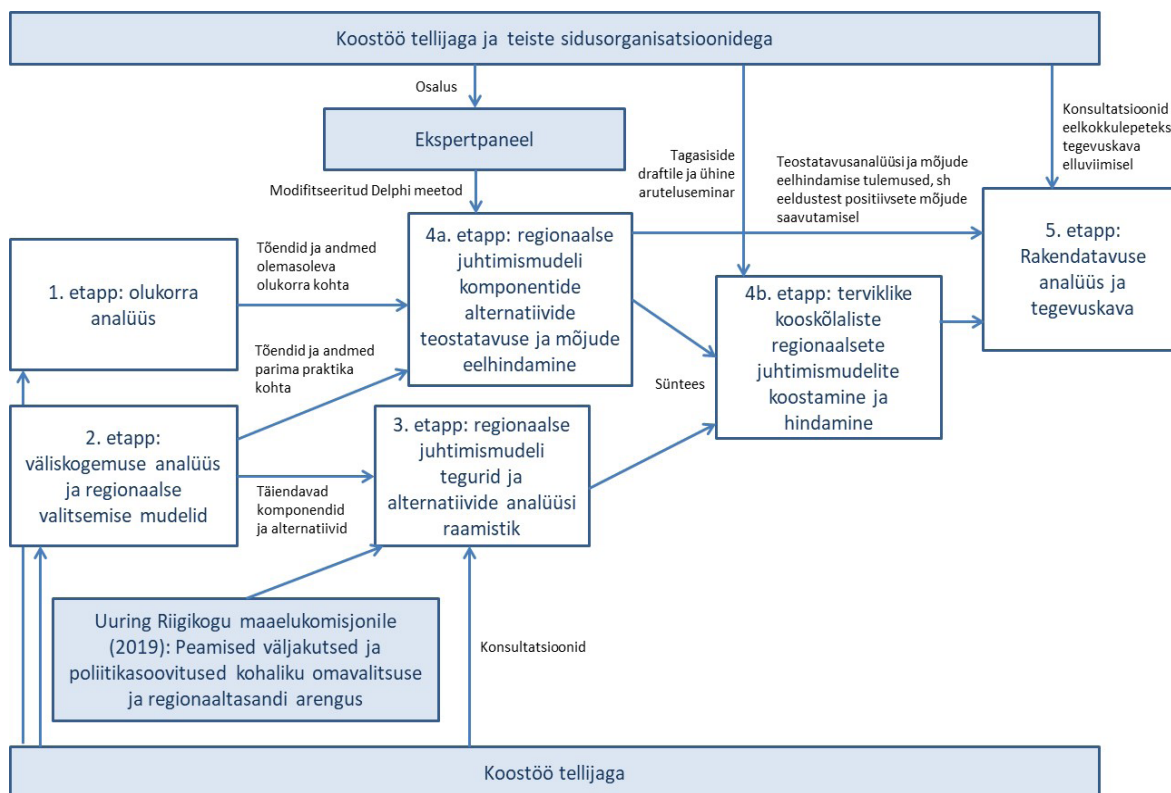 Koostöö tellijaga ja teiste sidusorganisatsioonidega
Osalus
Ekspertpaneel
Modifitseeritud Delphi meetod
Tagasiside
draftile ja ühine
aruteluseminar
Konsultatsioonid
eelkokkulepeteks
tegevuskava
elluviimisel
Teostatavusanalüüsi ja mõjude
eelhindamise tulemused, sh
eeldustest positiivsete mõjude
saavutamisel
1. etapp: olukorra
analüüs
Tõendid ja andmed
olemasoleva
olukorra kohta
4a. etapp: regionaalse
juhtimismudeli
komponentide
alternatiivide
teostatavuse ja mõjude
eelhindamine
5. etapp:
Rakendatavuse
analüüs ja
tegevuskava
4b. etapp: terviklike
kooskõlaliste
regionaalsete
juhtimismudelite
koostamine ja
hindamine
Tõendid ja andmed
parima praktika
kohta
Süntees
2. etapp:
väliskogemuse analüüs
ja regionaalse
valitsemise mudelid
Täiendavad
komponendid
ja alternatiivid
3. etapp: regionaalse
juhtimismudeli
tegurid ja
alternatiivide analüüsi
raamistik
Uuring Riigikogu maaelukomisjonile
(2019): Peamised väljakutsed ja
poliitikasoovitused kohaliku omavalitsuse
ja regionaaltasandi arengus
Konsultatsioonid
Koostöö tellijaga